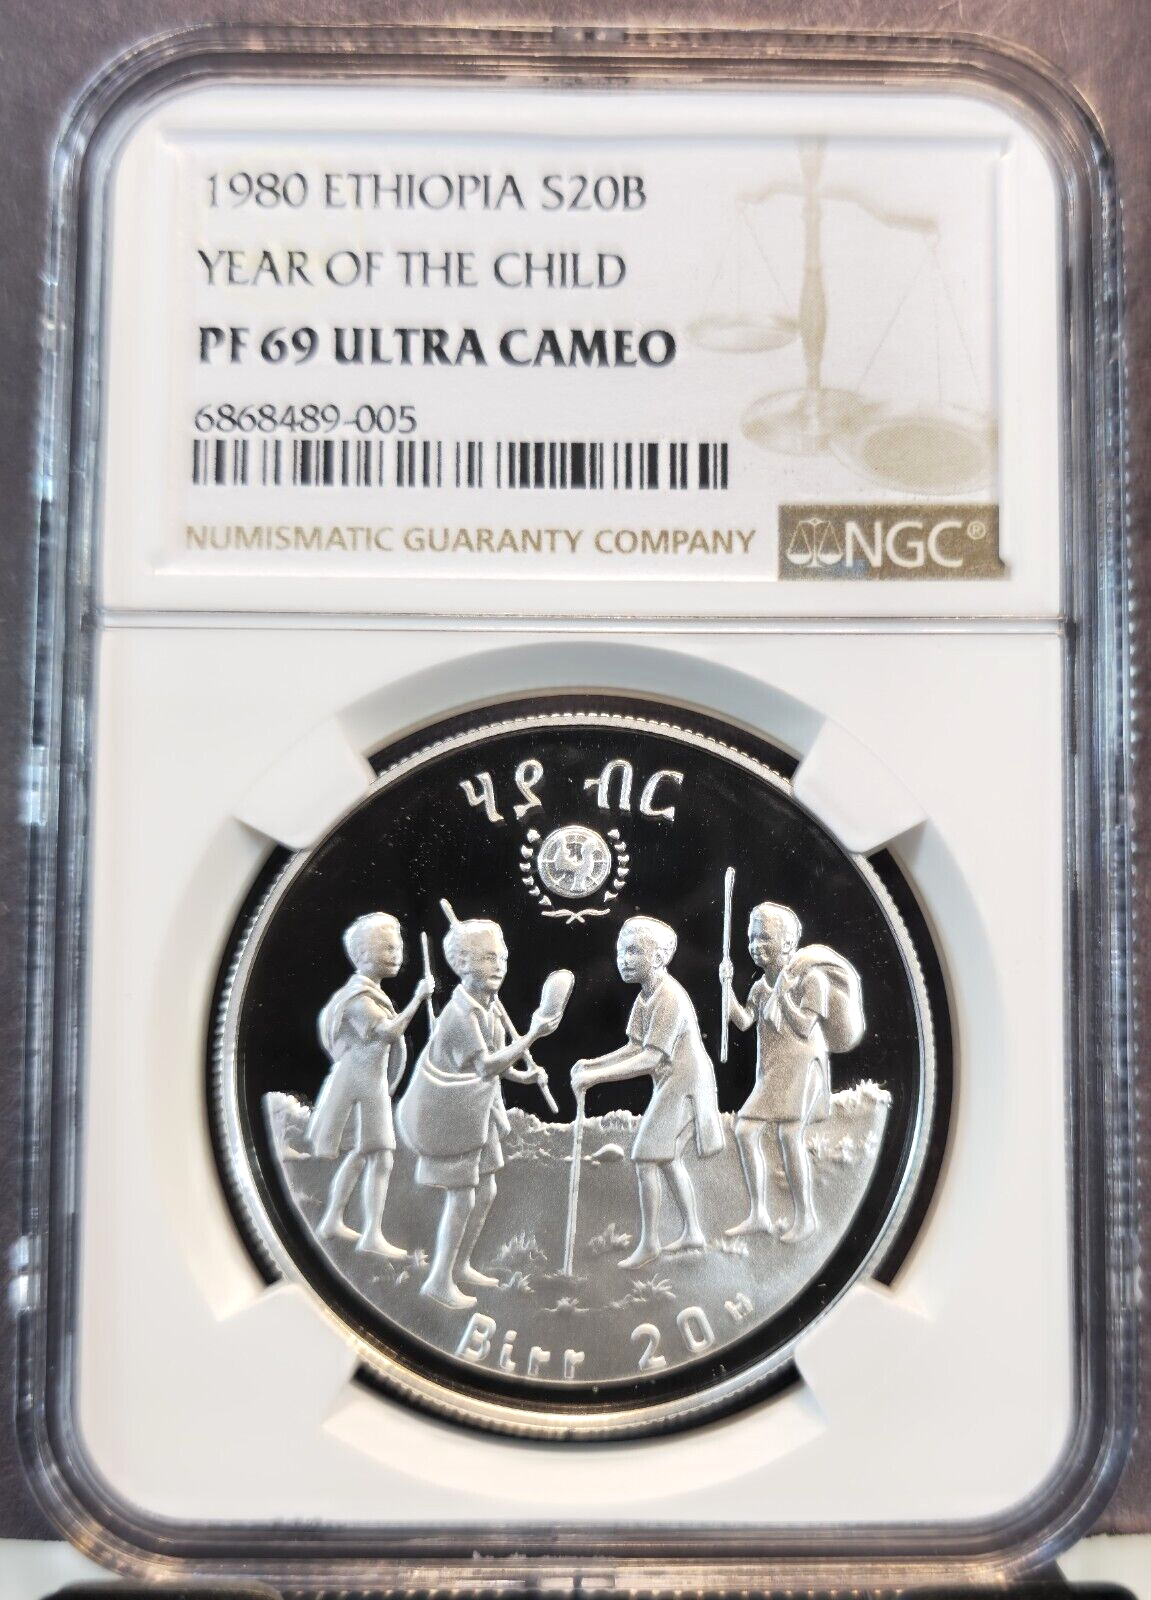 1980 ETHIOPIA S20B
YEAR OF THE CHILD
PF 69 ULTRA CAMEO
6868489-005
NUMISMATIC GUARANTY COMPANY
NGC®
ሃያ ብር
Birr 20 H